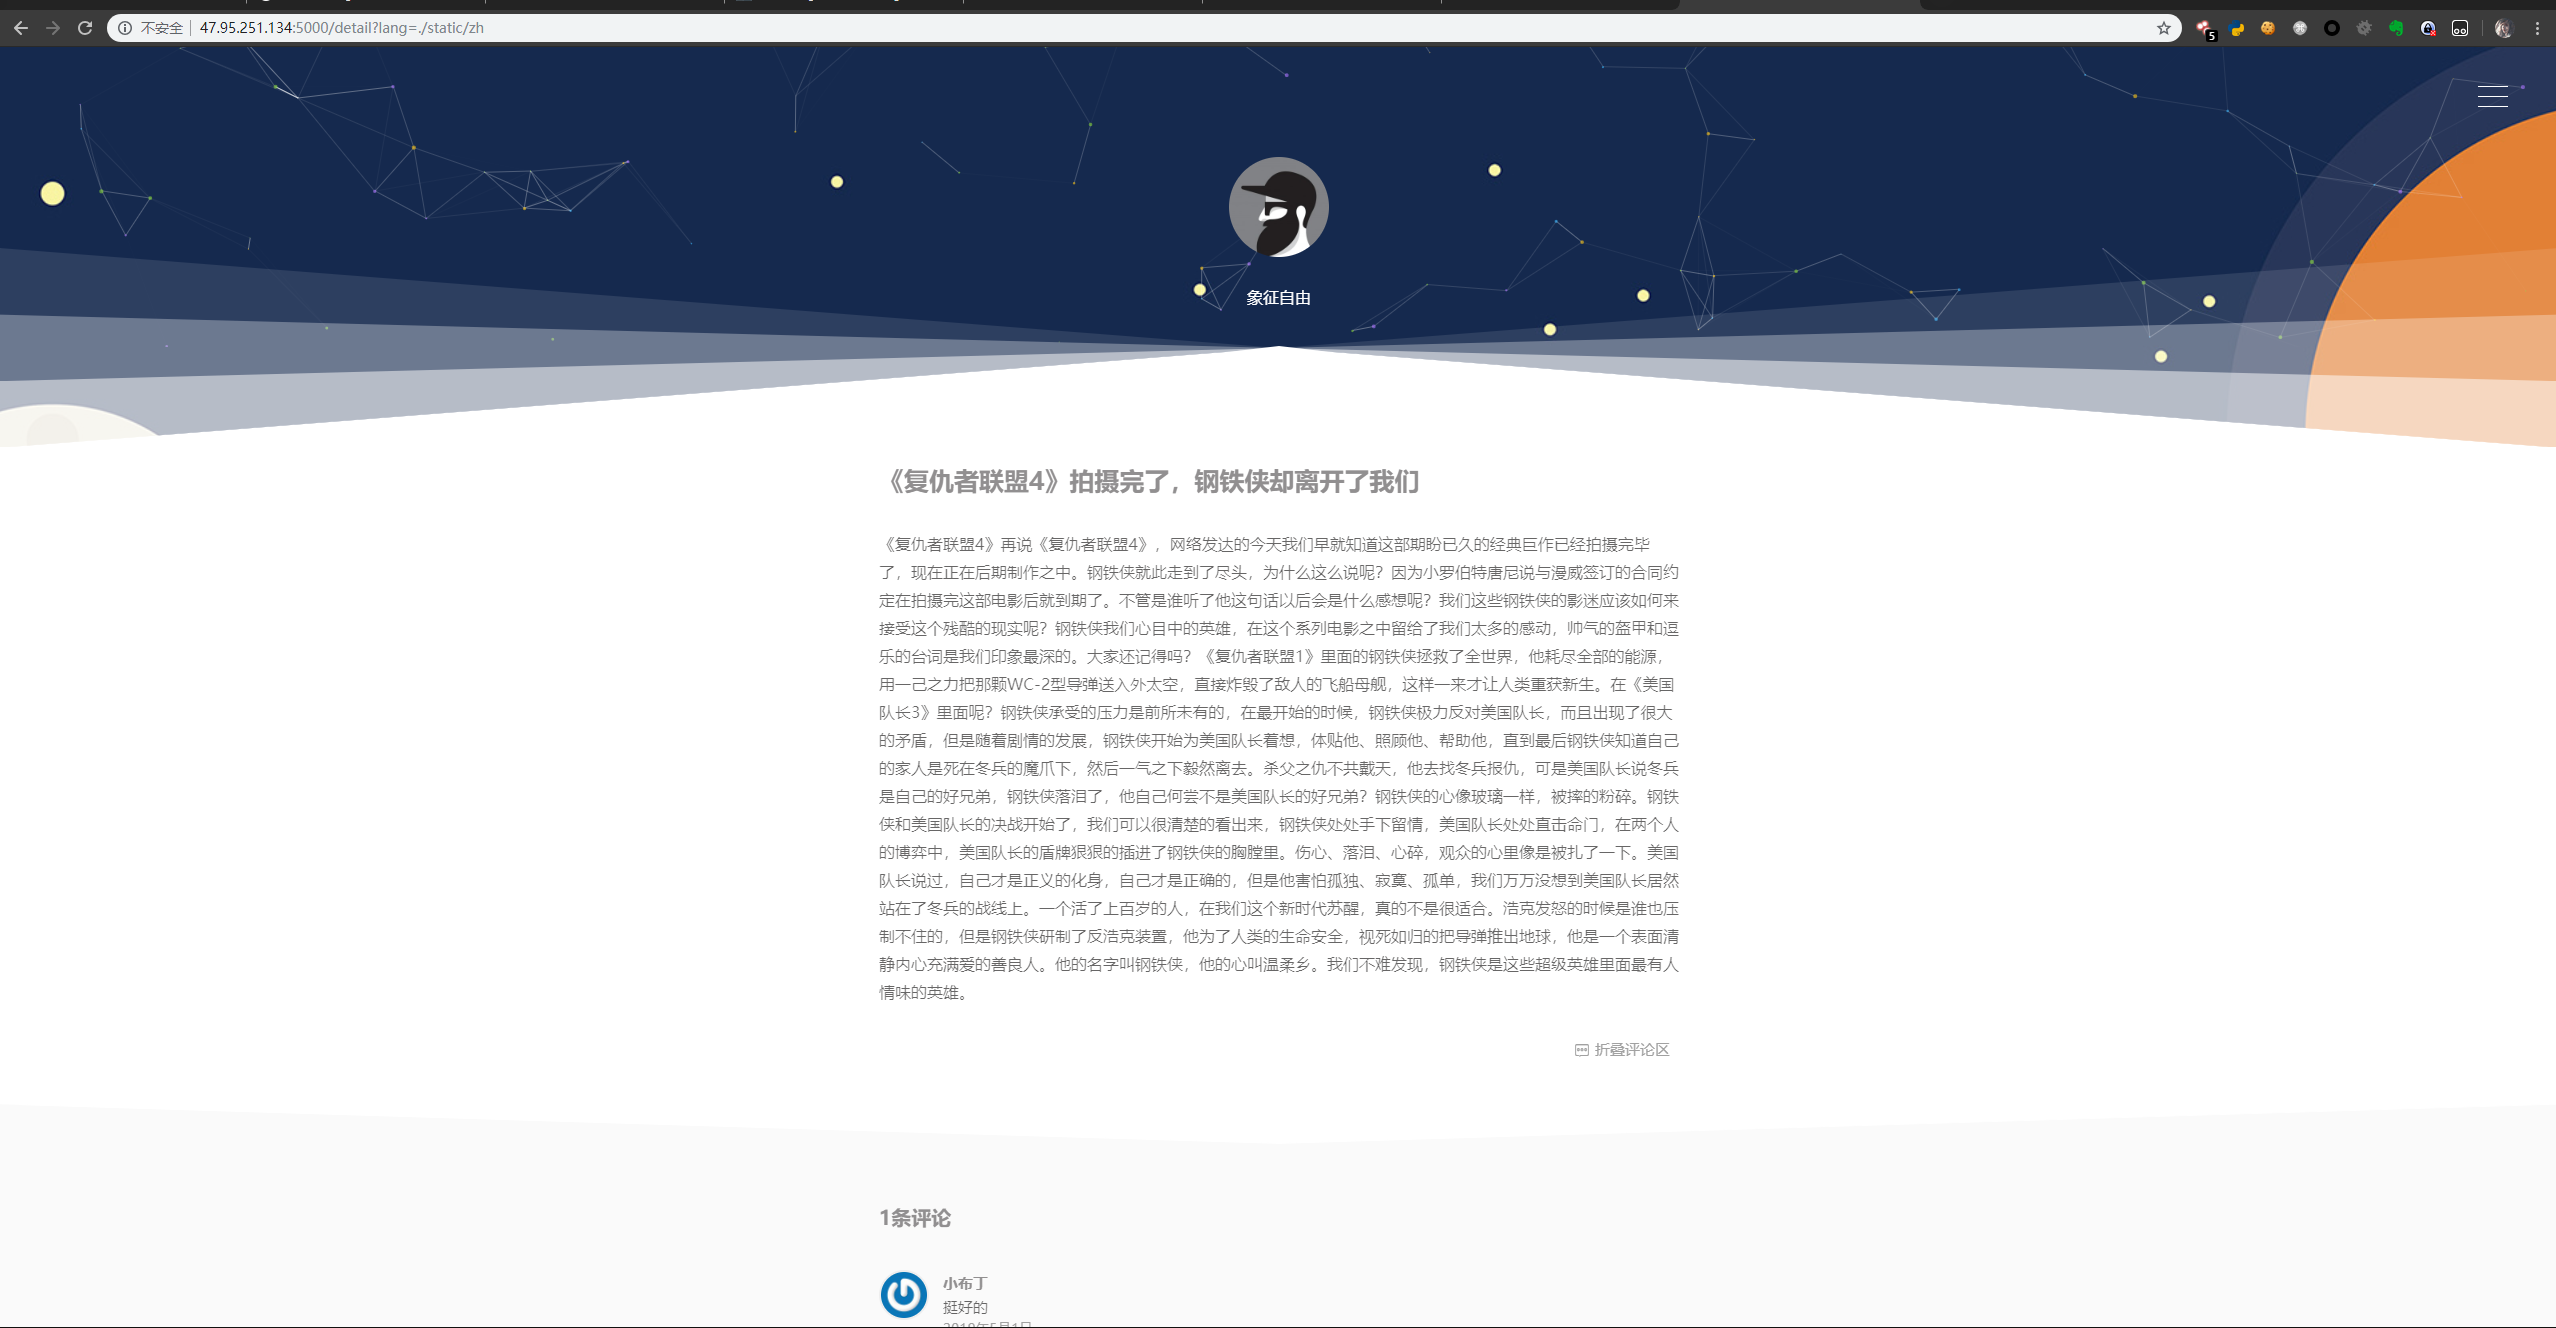 不安全
47.95.251.134:5000/detail?lang=./static/zh
5
象征自由
《复仇者联盟4》拍摄完了，钢铁侠却离开了我们
《复仇者联盟4》再说《复仇者联盟4》，网络发达的今天我们早就知道这部期盼已久的经典巨作已经拍摄完毕
了，现在正在后期制作之中。钢铁侠就此走到了尽头，为什么这么说呢？因为小罗伯特唐尼说与漫威签订的合同约
定在拍摄完这部电影后就到期了。不管是谁听了他这句话以后会是什么感想呢？我们这些钢铁侠的影迷应该如何来
接受这个残酷的现实呢？钢铁侠我们心目中的英雄，在这个系列电影之中留给了我们太多的感动，帅气的盔甲和逗
乐的台词是我们印象最深的。大家还记得吗？《复仇者联盟1》里面的钢铁侠拯救了全世界，他耗尽全部的能源，
用一己之力把那颗WC-2型导弹送入外太空，直接炸毁了敌人的飞船母舰，这样一来才让人类重获新生。在《美国
队长3》里面呢？钢铁侠承受的压力是前所未有的，在最开始的时候，钢铁侠极力反对美国队长，而且出现了很大
的矛盾，但是随着剧情的发展，钢铁侠开始为美国队长着想，体贴他、照顾他、帮助他，直到最后钢铁侠知道自己
的家人是死在冬兵的魔爪下，然后一气之下毅然离去。杀父之仇不共戴天，他去找冬兵报仇，可是美国队长说冬兵
是自己的好兄弟，钢铁侠落泪了，他自己何尝不是美国队长的好兄弟？钢铁侠的心像玻璃一样，被摔的粉碎。钢铁
侠和美国队长的决战开始了，我们可以很清楚的看出来，钢铁侠处处手下留情，美国队长处处直击命门，在两个人
的博弈中，美国队长的盾牌狠狠的插进了钢铁侠的胸膛里。伤心、落泪、心碎，观众的心里像是被扎了一下。美国
队长说过，自己才是正义的化身，自己才是正确的，但是他害怕孤独、寂寞、孤单，我们万万没想到美国队长居然
站在了冬兵的战线上。一个活了上百岁的人，在我们这个新时代苏醒，真的不是很适合。浩克发怒的时候是谁也压
制不住的，但是钢铁侠研制了反浩克装置，他为了人类的生命安全，视死如归的把导弹推出地球，他是一个表面清
静内心充满爱的善良人。他的名字叫钢铁侠，他的心叫温柔乡。我们不难发现，钢铁侠是这些超级英雄里面最有人
情味的英雄。
折叠评论区
1条评论
小布丁
挺好的